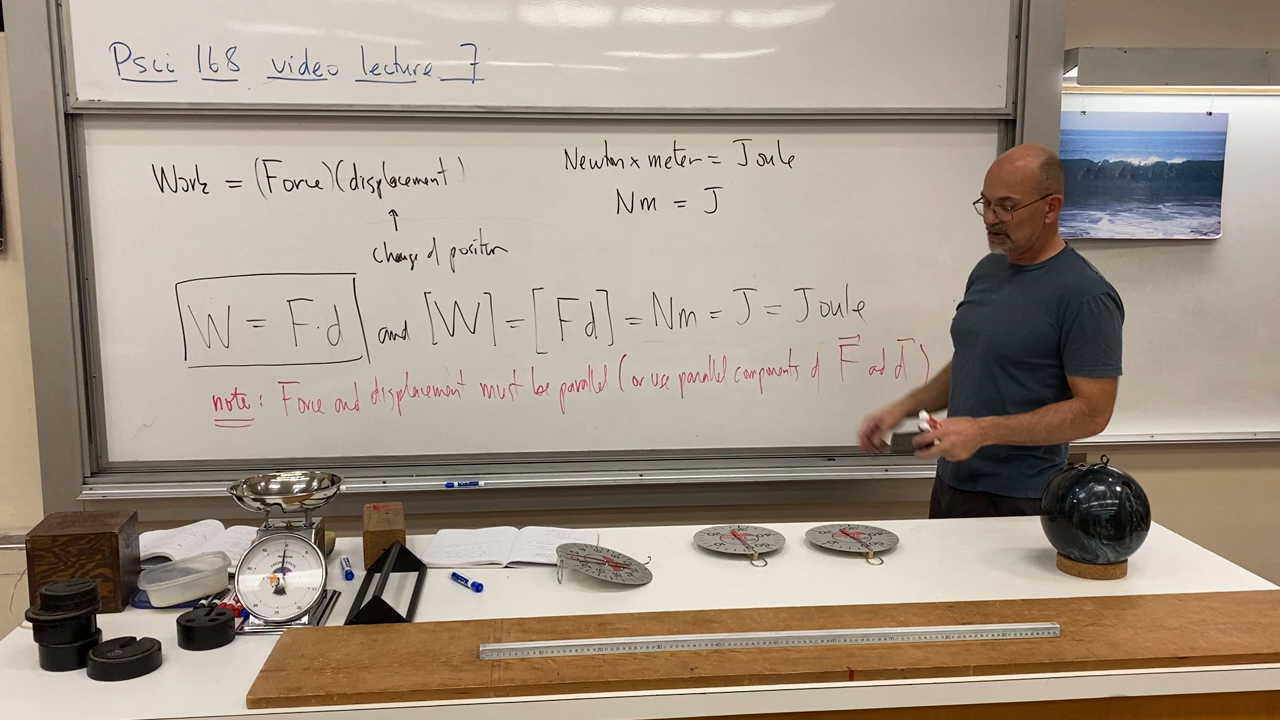 Psci 168 video lecture 7
Work = (Force)(displacement)
↑
change of position
Newton x meter = Joule
Nm = J
W = F·d and [W] = [Fd] = Nm = J = Joule
note: Force and displacement must be parallel (or use parallel components of F⃗ and d⃗)